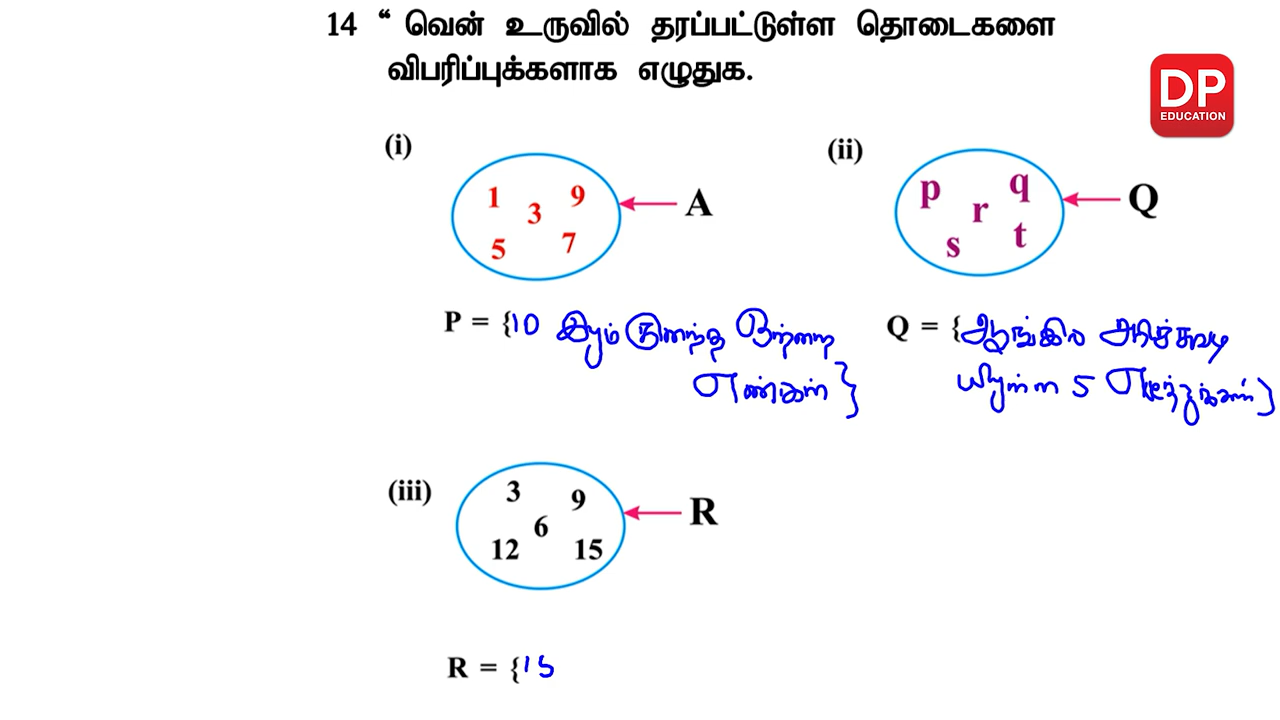 14 “ வென் உருவில் தரப்பட்டுள்ள தொடைகளை
விபரிப்புக்களாக எழுதுக.
DP
EDUCATION
(i)
1 3 9
5 7
A
(ii)
p r q
s t
Q
P = {10 இலும் குறைந்த ஒற்றை
எண்கள் }
Q = {ஆங்கில அரிச்சுவடி
யிலுள்ள 5 எழுத்துக்கள்}
(iii)
3 9
6
12 15
R
R = {15